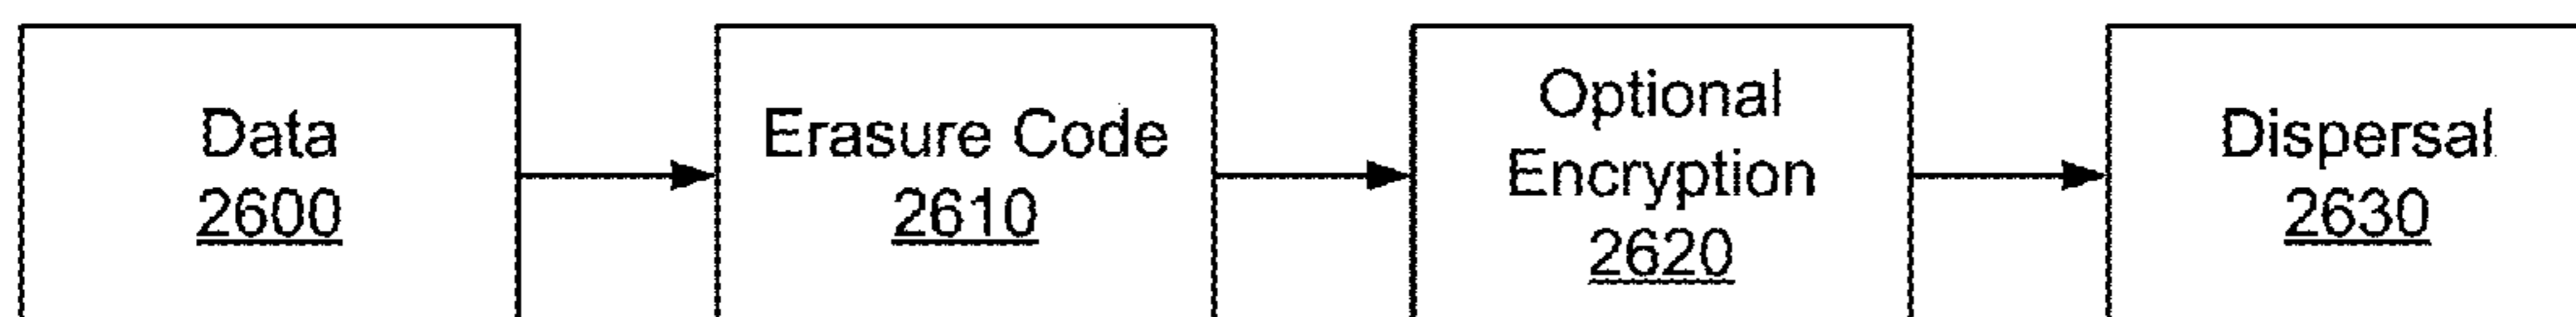 Data
2600
Erasure Code
2610
Optional
Encryption
2620
Dispersal
2630